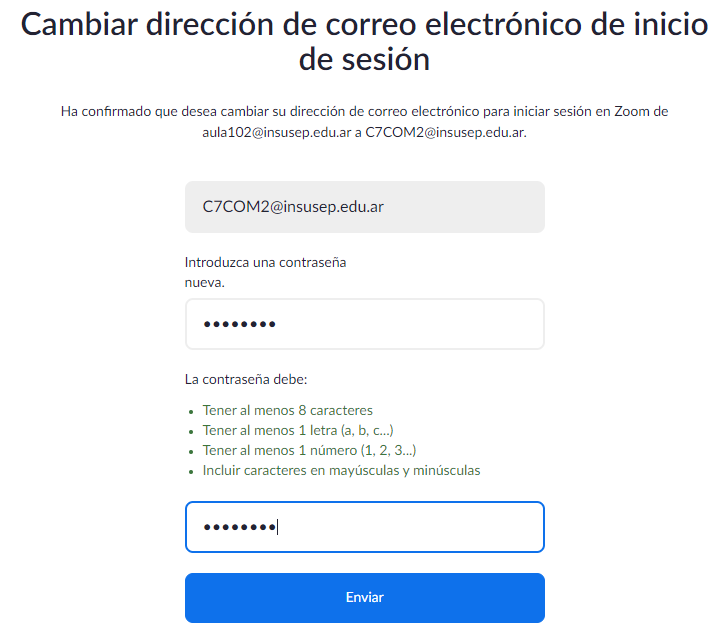 Cambiar dirección de correo electrónico de inicio
de sesión
Ha confirmado que desea cambiar su dirección de correo electrónico para iniciar sesión en Zoom de
aula102@insusep.edu.ar a C7COM2@insusep.edu.ar.
C7COM2@insusep.edu.ar
Introduzca una contraseña
nueva.
••••••••
La contraseña debe:
• Tener al menos 8 caracteres
• Tener al menos 1 letra (a, b, c...)
• Tener al menos 1 número (1, 2, 3...)
• Incluir caracteres en mayúsculas y minúsculas
••••••••
Enviar